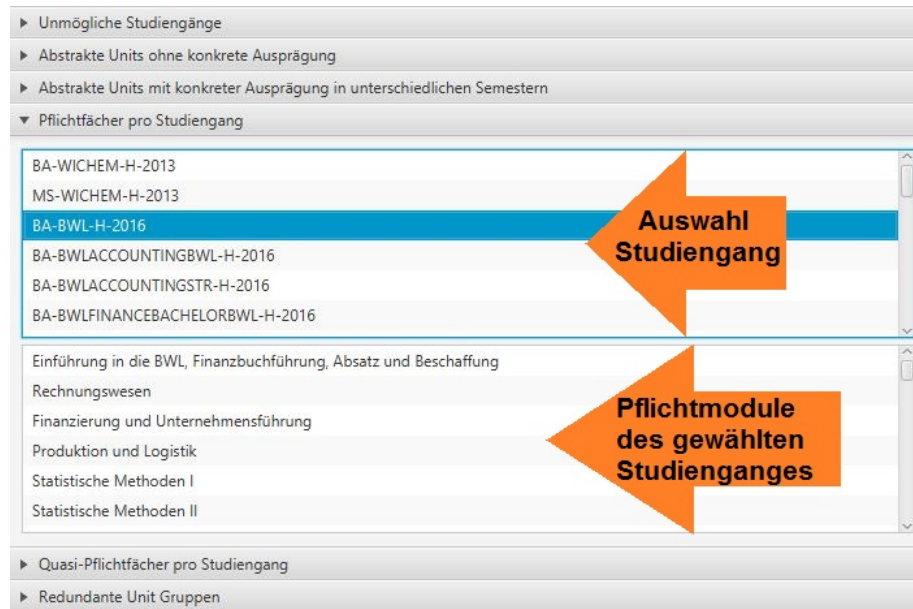 Unmögliche Studiengänge
Abstrakte Units ohne konkrete Ausprägung
Abstrakte Units mit konkreter Ausprägung in unterschiedlichen Semestern
Pflichtfächer pro Studiengang
BA-WICHEM-H-2013
MS-WICHEM-H-2013
BA-BWL-H-2016
BA-BWLACCOUNTINGBWL-H-2016
BA-BWLACCOUNTINGSTR-H-2016
BA-BWLFINANCEBACHELORBWL-H-2016
Auswahl
Studiengang
Einführung in die BWL, Finanzbuchführung, Absatz und Beschaffung
Rechnungswesen
Finanzierung und Unternehmensführung
Produktion und Logistik
Statistische Methoden I
Statistische Methoden II
Pflichtmodule
des gewählten
Studienganges
Quasi-Pflichtfächer pro Studiengang
Redundante Unit Gruppen